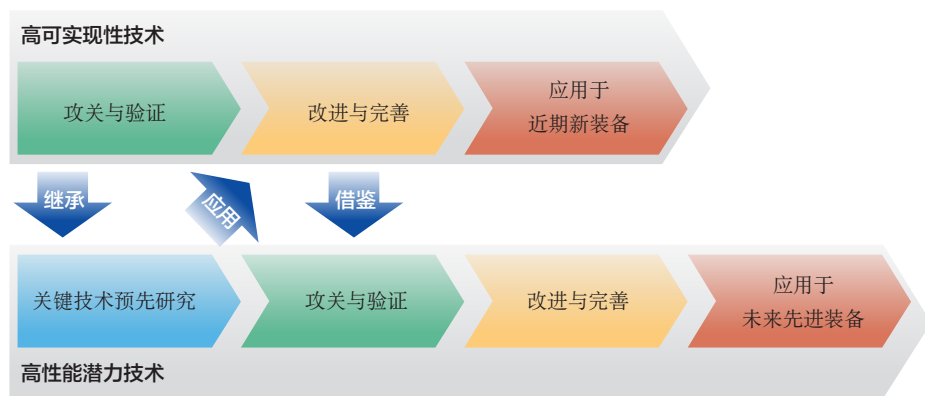 高可实现性技术
攻关与验证
改进与完善
应用于
近期新装备
继承
应用
借鉴
关键技术预先研究
攻关与验证
改进与完善
应用于
未来先进装备
高性能潜力技术